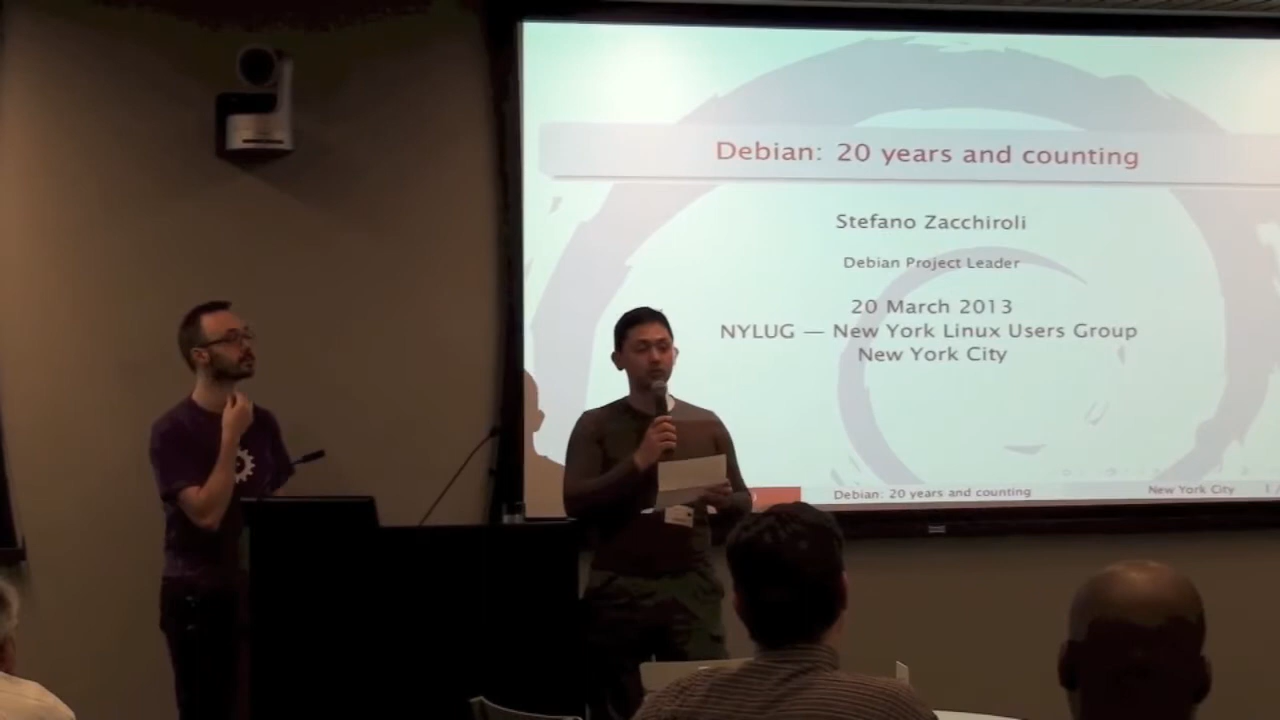 Debian: 20 years and counting
Stefano Zacchiroli
Debian Project Leader
20 March 2013
NYLUG — New York Linux Users Group
New York City
Debian: 20 years and counting
New York City